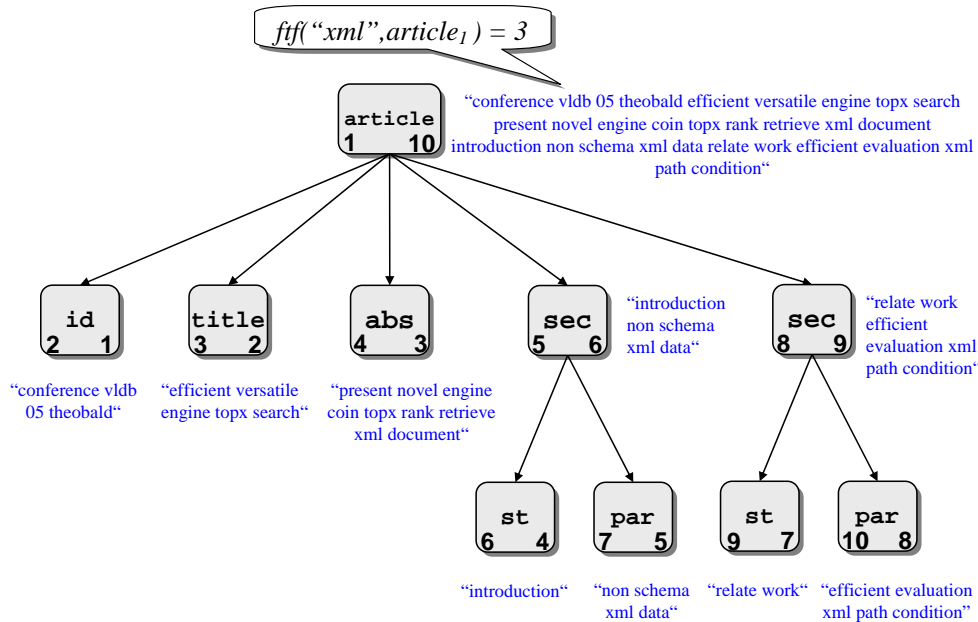 ftf(“xml”,article1 ) = 3
“conference vldb 05 theobald efficient versatile engine topx search
present novel engine coin topx rank retrieve xml document
introduction non schema xml data relate work efficient evaluation xml
path condition“
article
1 10
id
2 1
“conference vldb
05 theobald“
title
3 2
“efficient versatile
engine topx search“
abs
4 3
“present novel engine
coin topx rank retrieve
xml document“
sec
5 6
“introduction
non schema
xml data“
sec
8 9
“relate work
efficient
evaluation xml
path condition“
st
6 4
“introduction“
par
7 5
“non schema
xml data“
st
9 7
“relate work“
par
10 8
“efficient evaluation
xml path condition”